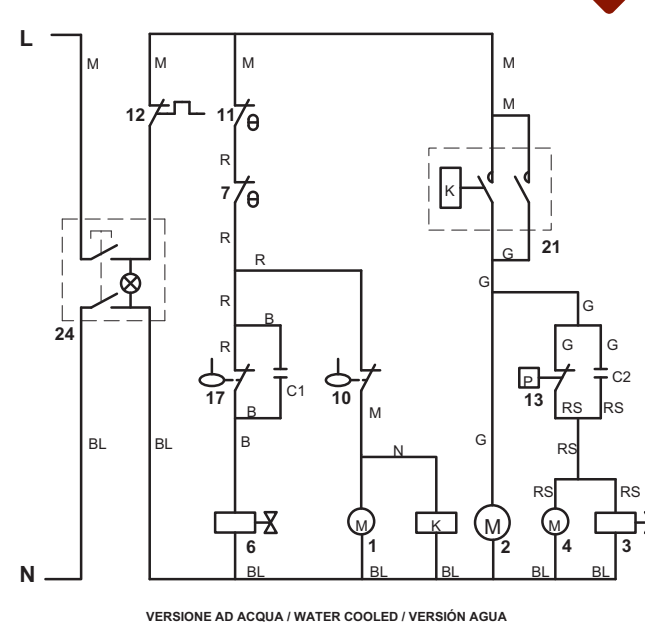 L
M
M
M
M
M
12
11
θ
R
7
θ
K
21
R
R
G
G
R
B
G
24
R
G
G
P
C1
C2
17
10
13
B
M
RS
RS
BL
BL
B
N
G
RS
RS
RS
M
K
M
M
6
1
2
4
3
N
BL
BL
BL
BL
BL
VERSIONE AD ACQUA / WATER COOLED / VERSIÓN AGUA